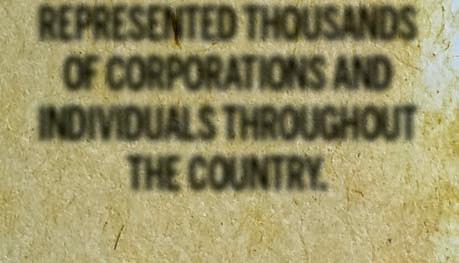 REPRESENTED THOUSANDS
OF CORPORATIONS AND
INDIVIDUALS THROUGHOUT
THE COUNTRY.